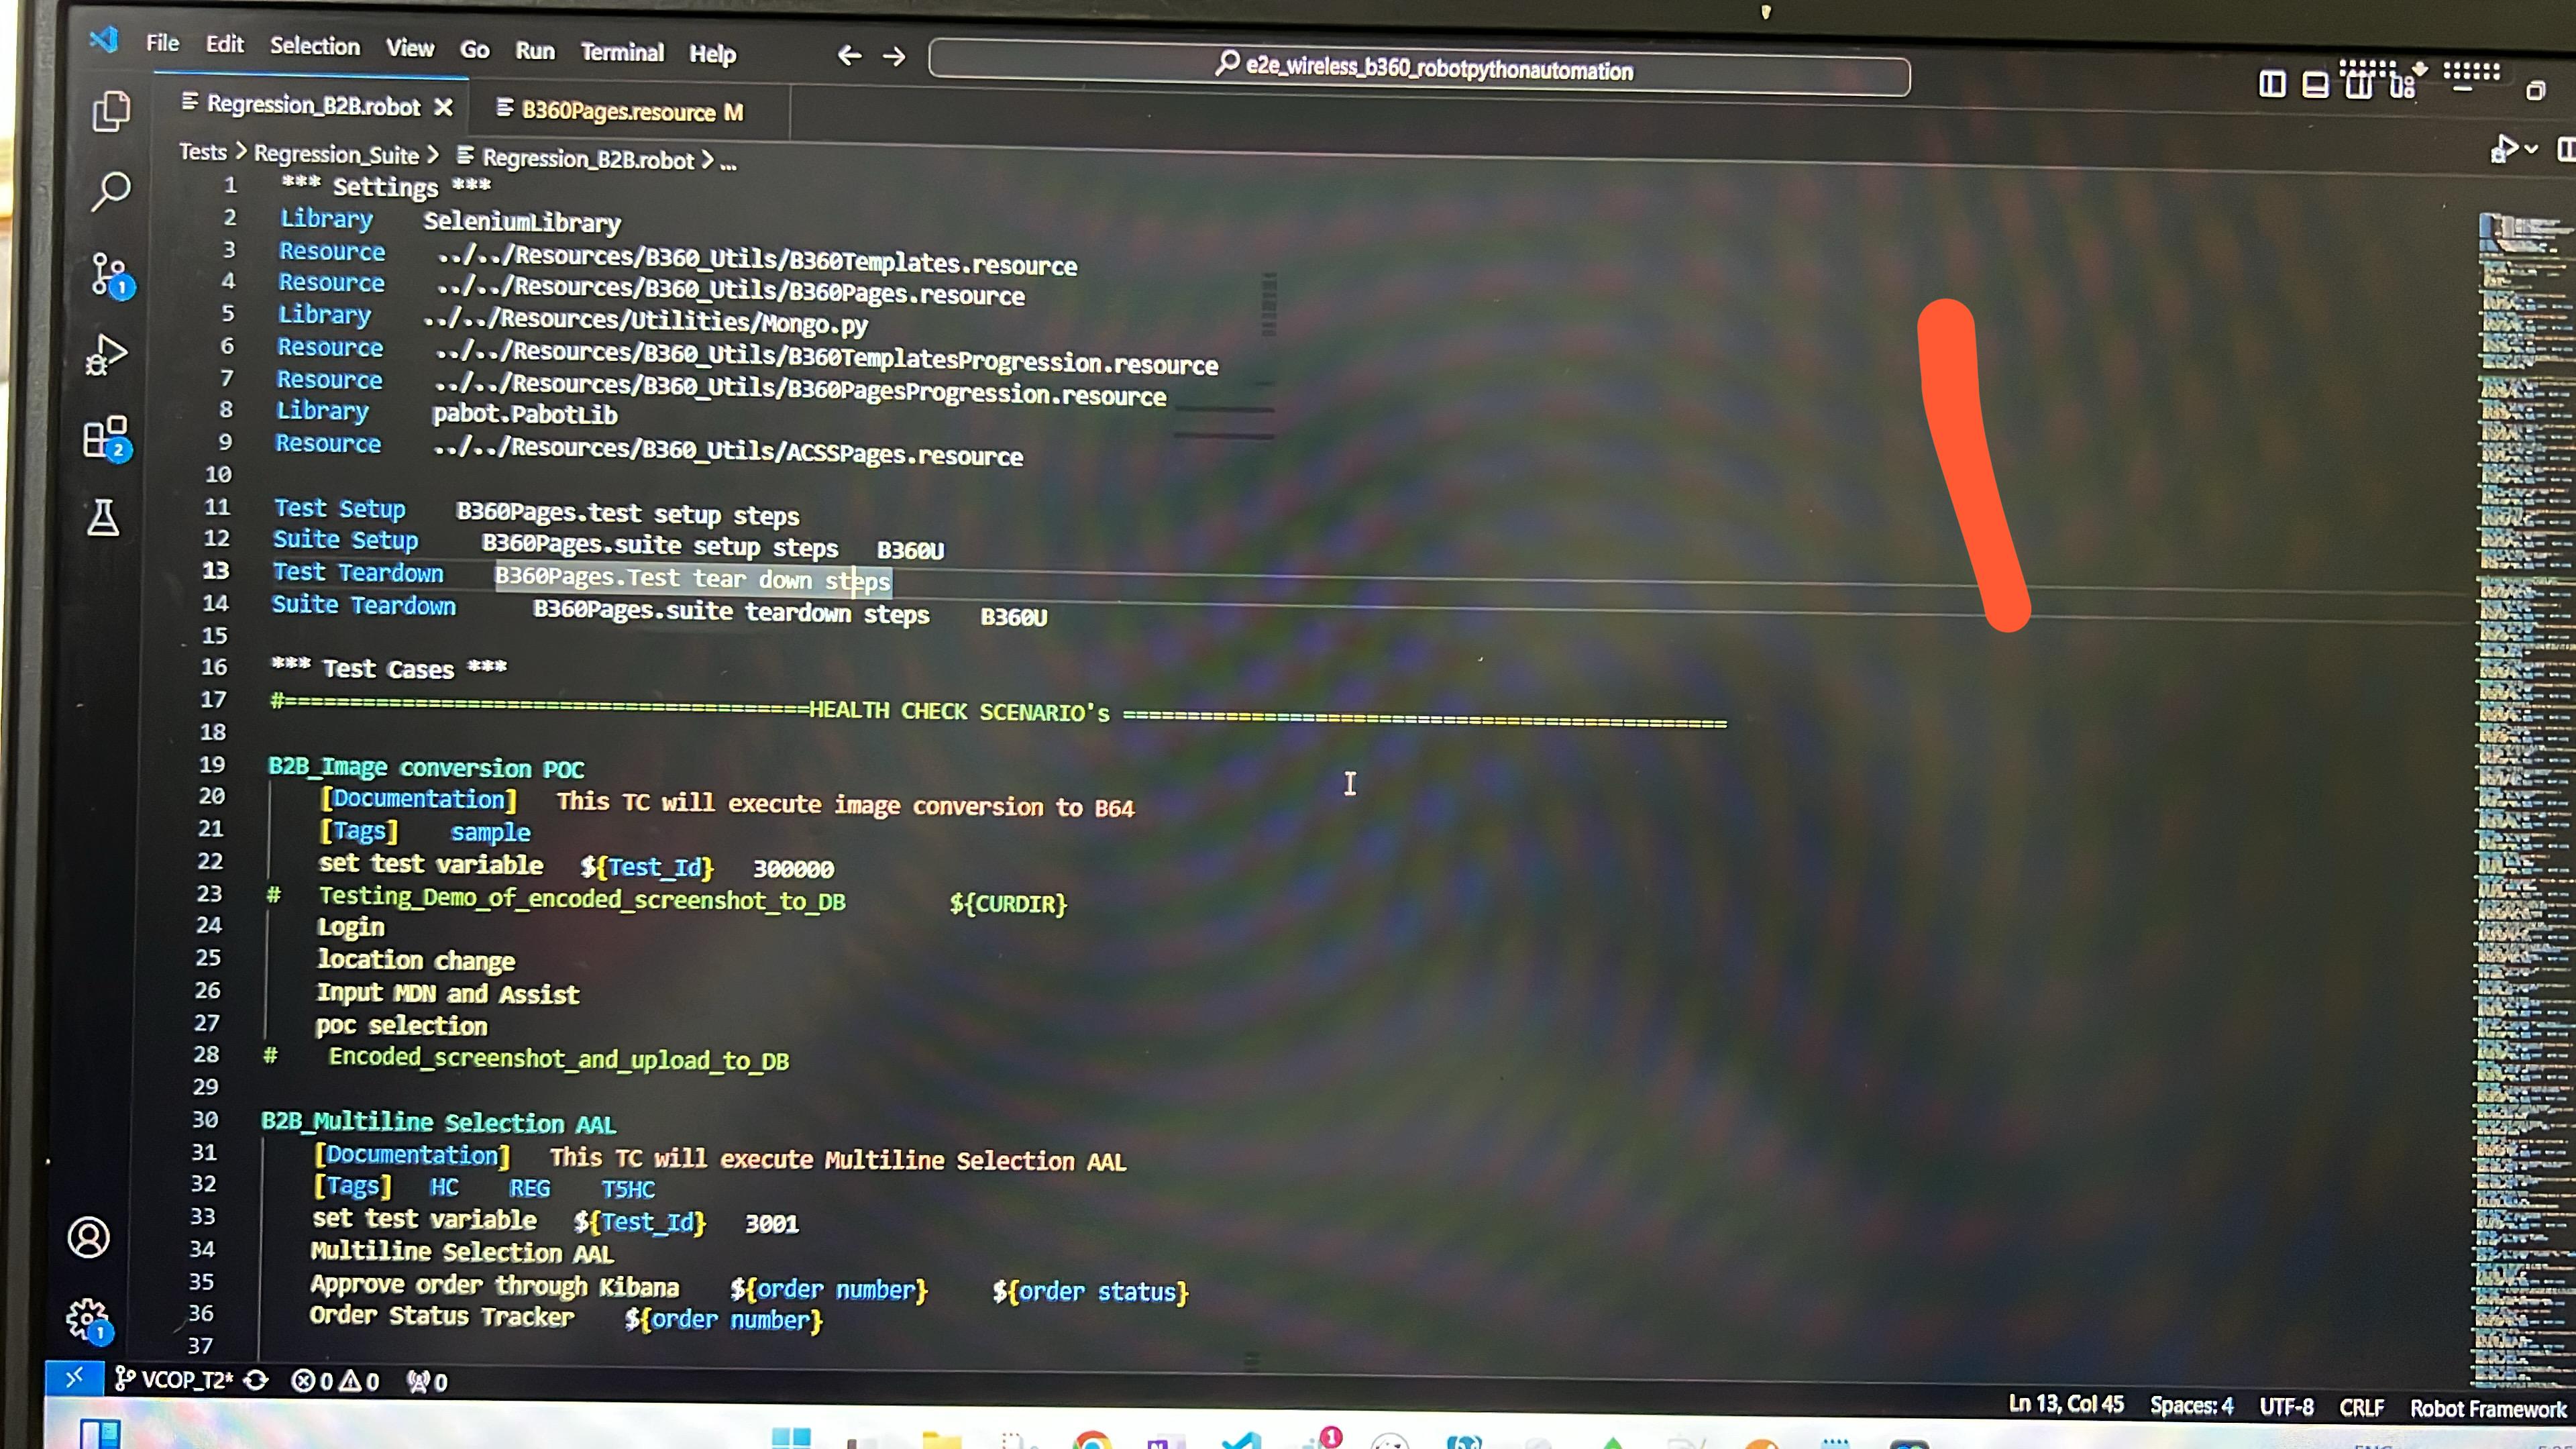 File Edit Selection View Go Run Terminal Help
e2e_wireless_b360_robotpythonautomation
Regression_B2B.robot
B360Pages.resource M
Tests > Regression_Suite > Regression_B2B.robot > ...
1 *** Settings ***
2 Library SeleniumLibrary
3 Resource ../../Resources/B360_Utils/B360Templates.resource
4 Resource ../../Resources/B360_Utils/B360Pages.resource
5 Library ../../Resources/Utilities/Mongo.py
6 Resource ../../Resources/B360_Utils/B360TemplatesProgression.resource
7 Resource ../../Resources/B360_Utils/B360PagesProgression.resource
8 Library pabot.PabotLib
9 Resource ../../Resources/B360_Utils/ACSSPages.resource
10
11 Test Setup B360Pages.test setup steps
12 Suite Setup B360Pages.suite setup steps B360U
13 Test Teardown B360Pages.Test tear down steps
14 Suite Teardown B360Pages.suite teardown steps B360U
15
16 *** Test Cases ***
17 #========================================HEALTH CHECK SCENARIO's ==============================================
18
19 B2B_Image conversion POC
20 [Documentation] This TC will execute image conversion to B64
21 [Tags] sample
22 set test variable ${Test_Id} 300000
23 # Testing_Demo_of_encoded_screenshot_to_DB ${CURDIR}
24 Login
25 location change
26 Input MDN and Assist
27 poc selection
28 # Encoded_screenshot_and_upload_to_DB
29
30 B2B_Multiline Selection AAL
31 [Documentation] This TC will execute Multiline Selection AAL
32 [Tags] HC REG T5HC
33 set test variable ${Test_Id} 3001
34 Multiline Selection AAL
35 Approve order through Kibana ${order number} ${order status}
36 Order Status Tracker ${order number}
37
1
2
1
VCOP_T2* 0 0 0
Ln 13, Col 45 Spaces: 4 UTF-8 CRLF Robot Framework
1